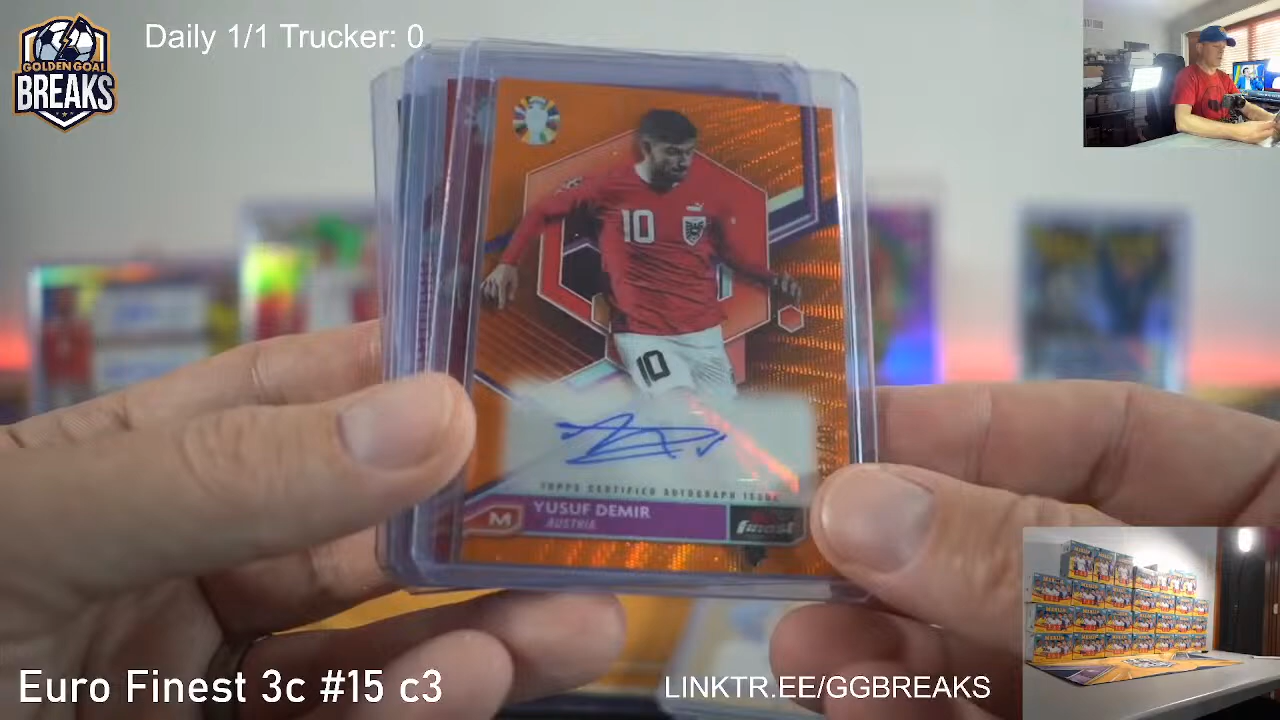 GOLDEN GOAL
BREAKS
Daily 1/1 Trucker: 0
10
10
TOPPS CERTIFIED AUTOGRAPH ISSUE
M
YUSUF DEMIR
AUSTRIA
finest
Euro Finest 3c #15 c3
LINKTR.EE/GGBREAKS